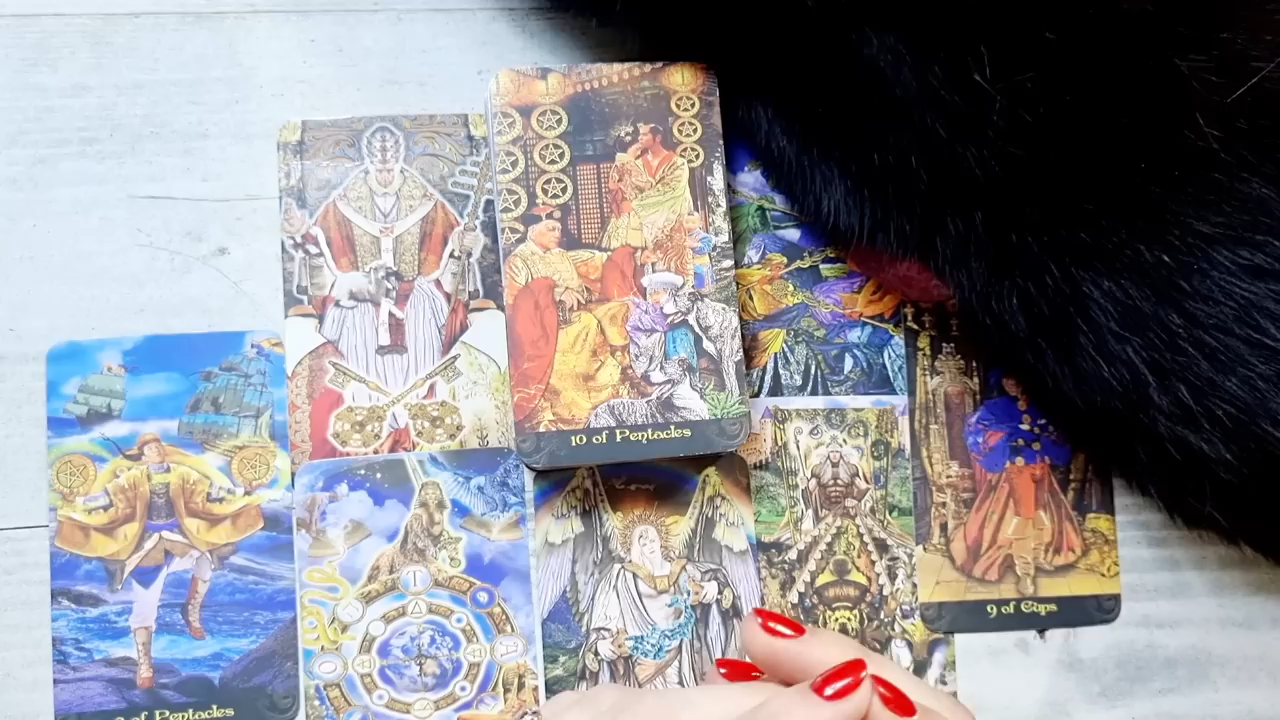 10 of Pentacles
9 of Cups
of Pentacles
T
A
O